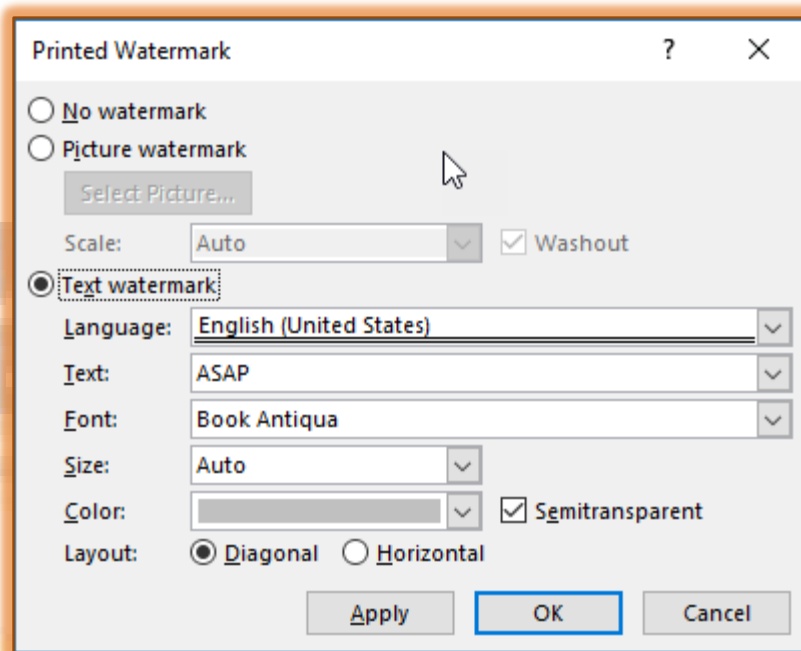 Printed Watermark ?
No watermark
Picture watermark
Select Picture...
Scale: Auto Washout
Text watermark
Language: English (United States)
Text: ASAP
Font: Book Antiqua
Size: Auto
Color: Semitransparent
Layout: Diagonal Horizontal
Apply OK Cancel